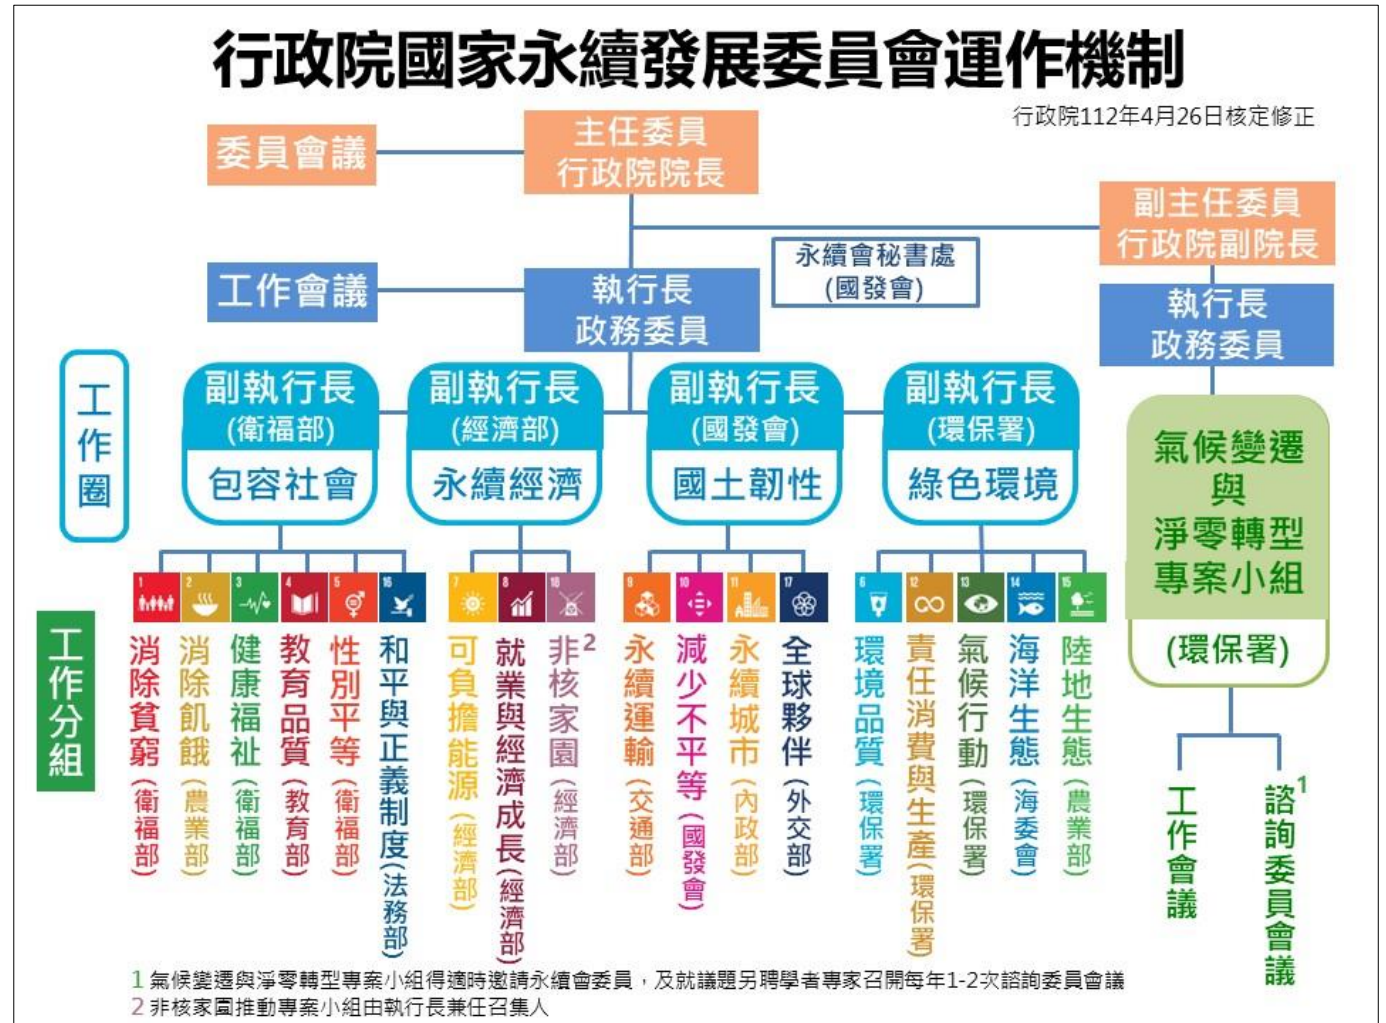 行政院國家永續發展委員會運作機制
行政院112年4月26日核定修正
委員會議
主任委員
行政院院長
副主任委員
行政院副院長
永續會秘書處
(國發會)
工作會議
執行長
政務委員
執行長
政務委員
工作圈
副執行長
(衛福部)
包容社會
副執行長
(經濟部)
永續經濟
副執行長
(國發會)
國土韌性
副執行長
(環保署)
綠色環境
氣候變遷
與
淨零轉型
專案小組
(環保署)
工作分組
1
消除貧窮(衛福部)
2
消除飢餓(農業部)
3
健康福祉(衛福部)
4
教育品質(教育部)
5
性別平等(衛福部)
16
和平與正義制度(法務部)
7
可負擔能源(經濟部)
8
就業與經濟成長(經濟部)
18
非核家園2(經濟部)
9
永續運輸(交通部)
10
減少不平等(國發會)
11
永續城市(內政部)
17
全球夥伴(外交部)
6
環境品質(環保署)
12
責任消費與生產(環保署)
13
氣候行動(環保署)
14
海洋生態(海委會)
15
陸地生態(農業部)
工作會議
諮詢委員會議1
1 氣候變遷與淨零轉型專案小組得適時邀請永續會委員，及就議題另聘學者專家召開每年1-2次諮詢委員會議
2 非核家園推動專案小組由執行長兼任召集人